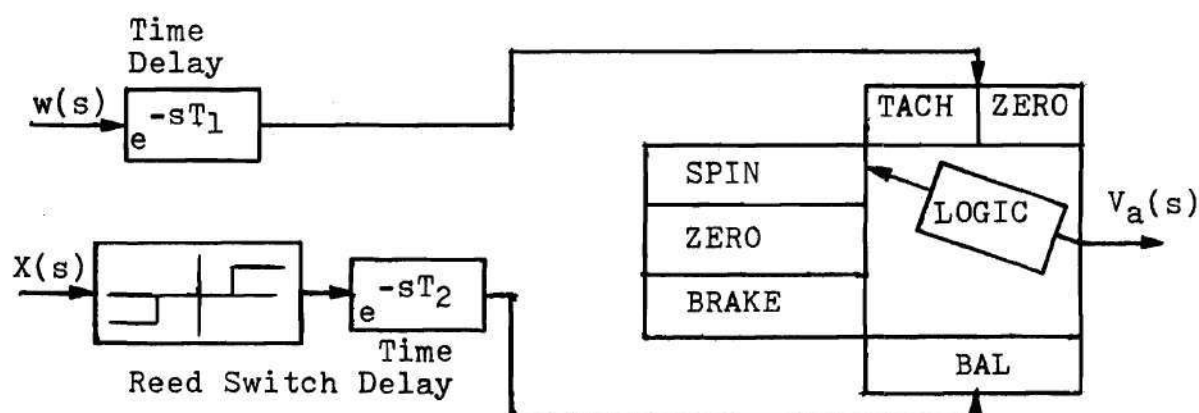 Time
Delay
w(s)
e^-sT1
TACH
ZERO
SPIN
ZERO
BRAKE
LOGIC
Va(s)
X(s)
e^-sT2
Time
Reed Switch Delay
BAL